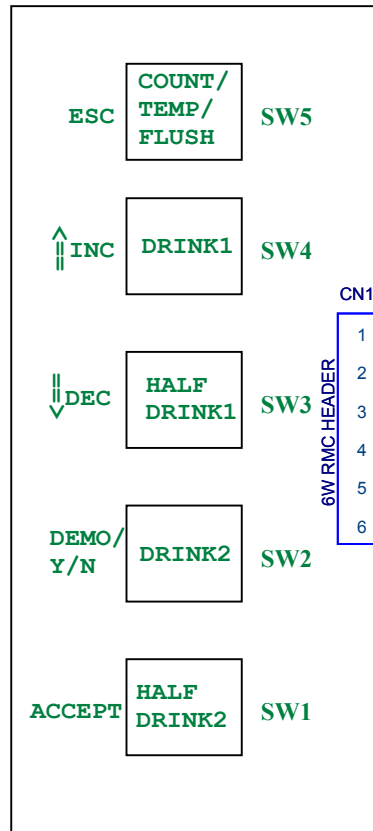 COUNT/
TEMP/
FLUSH
ESC
SW5
INC
DRINK1
SW4
CN1
1
2
3
4
5
6
6W RMC HEADER
DEC
HALF
DRINK1
SW3
DEMO/
Y/N
DRINK2
SW2
ACCEPT
HALF
DRINK2
SW1